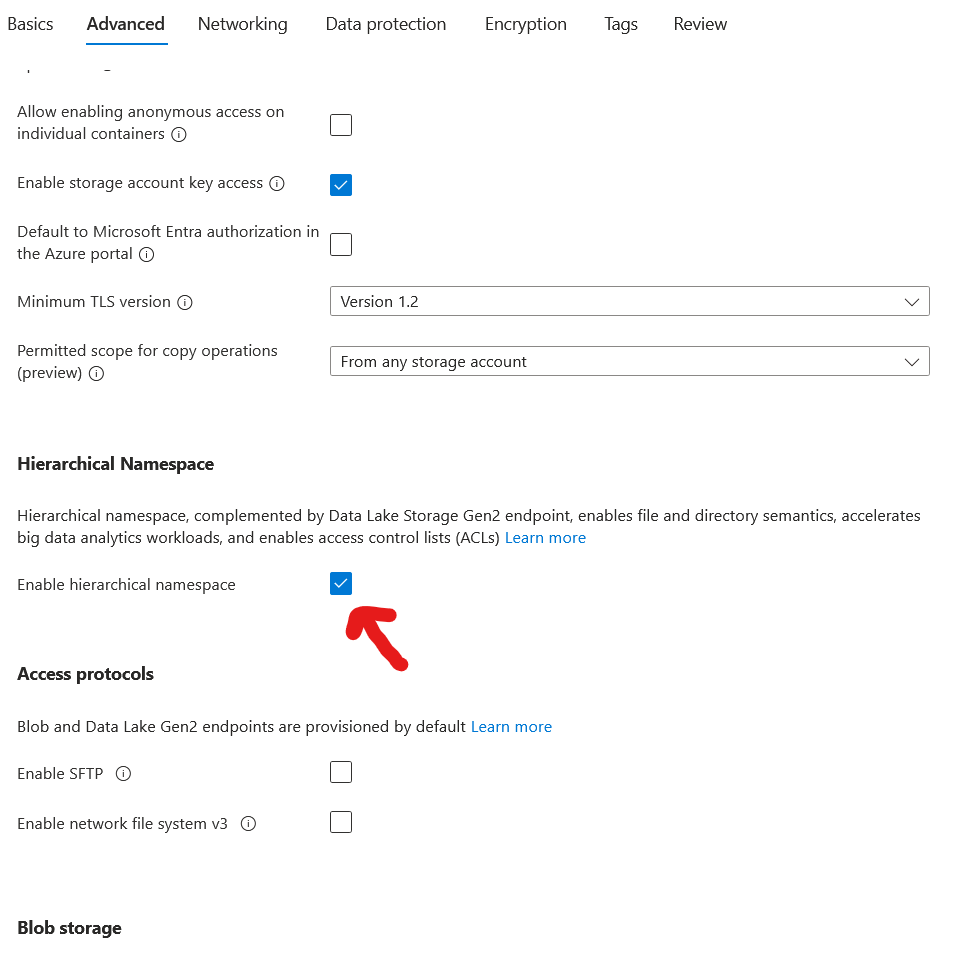 Basics Advanced Networking Data protection Encryption Tags Review
Allow enabling anonymous access on
individual containers
Enable storage account key access
Default to Microsoft Entra authorization in
the Azure portal
Minimum TLS version
Version 1.2
Permitted scope for copy operations
(preview)
From any storage account
Hierarchical Namespace
Hierarchical namespace, complemented by Data Lake Storage Gen2 endpoint, enables file and directory semantics, accelerates
big data analytics workloads, and enables access control lists (ACLs) Learn more
Enable hierarchical namespace
Access protocols
Blob and Data Lake Gen2 endpoints are provisioned by default Learn more
Enable SFTP
Enable network file system v3
Blob storage